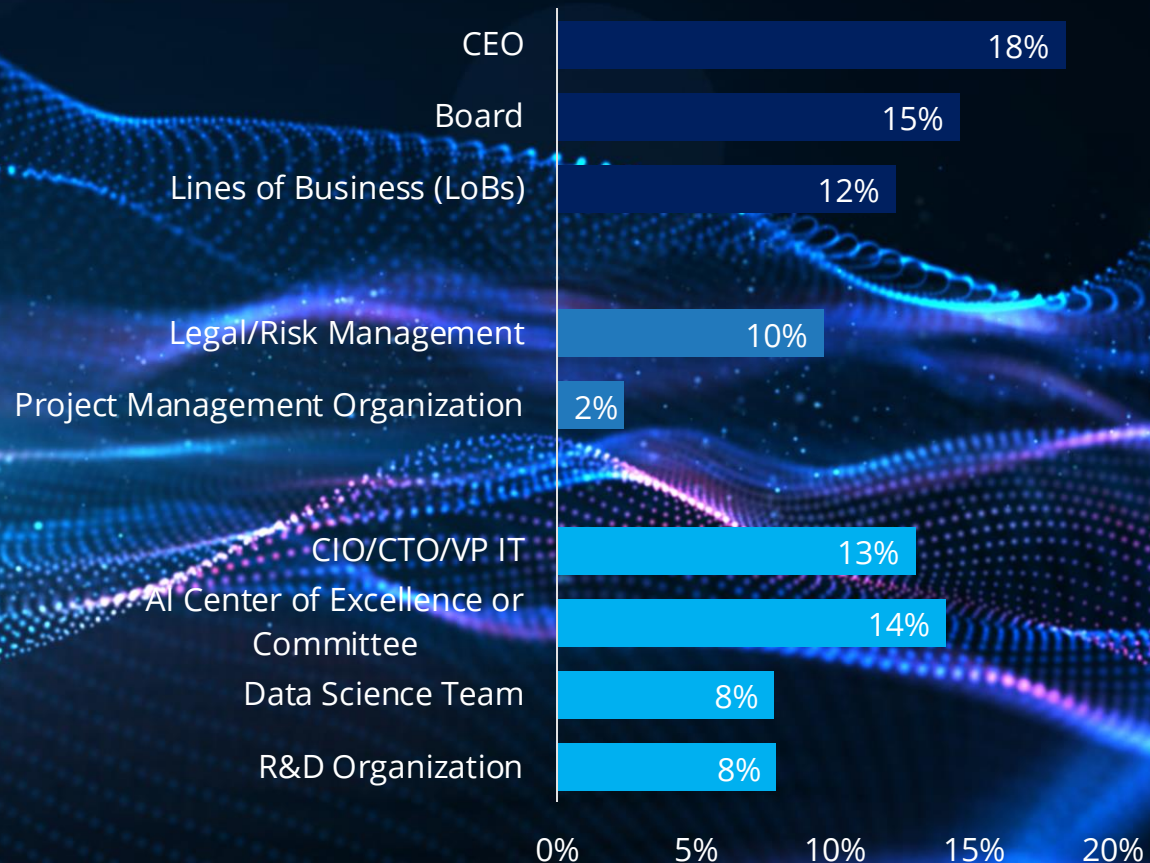 CEO 18%
Board 15%
Lines of Business (LoBs) 12%
Legal/Risk Management 10%
Project Management Organization 2%
CIO/CTO/VP IT 13%
AI Center of Excellence or
Committee 14%
Data Science Team 8%
R&D Organization 8%
0% 5% 10% 15% 20%